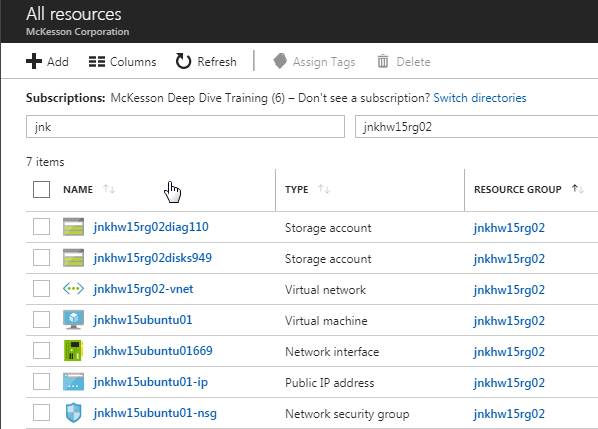 All resources
McKesson Corporation
Add Columns Refresh Assign Tags Delete
Subscriptions: McKesson Deep Dive Training (6) – Don't see a subscription? Switch directories
jnk jnkhw15rg02
7 items
NAME TYPE RESOURCE GROUP
jnkhw15rg02diag110 Storage account jnkhw15rg02
jnkhw15rg02disks949 Storage account jnkhw15rg02
jnkhw15rg02-vnet Virtual network jnkhw15rg02
jnkhw15ubuntu01 Virtual machine jnkhw15rg02
jnkhw15ubuntu01669 Network interface jnkhw15rg02
jnkhw15ubuntu01-ip Public IP address jnkhw15rg02
jnkhw15ubuntu01-nsg Network security group jnkhw15rg02